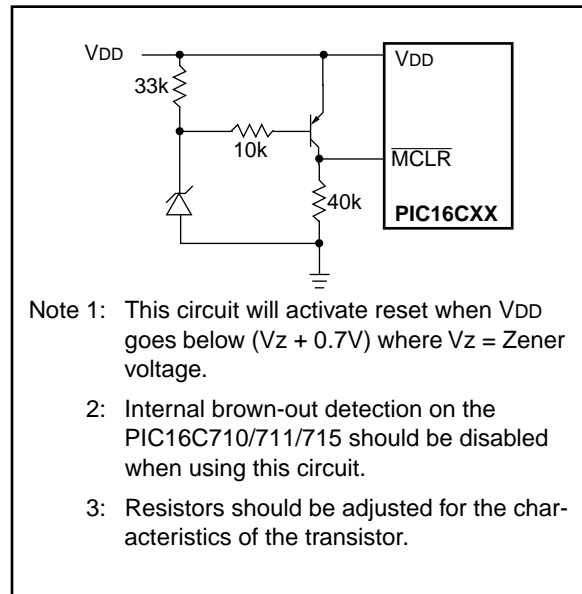 VDD
VDD
33k
10k
MCLR
40k
PIC16CXX
Note 1: This circuit will activate reset when VDD
goes below (Vz + 0.7V) where Vz = Zener
voltage.
2: Internal brown-out detection on the
PIC16C710/711/715 should be disabled
when using this circuit.
3: Resistors should be adjusted for the char-
acteristics of the transistor.